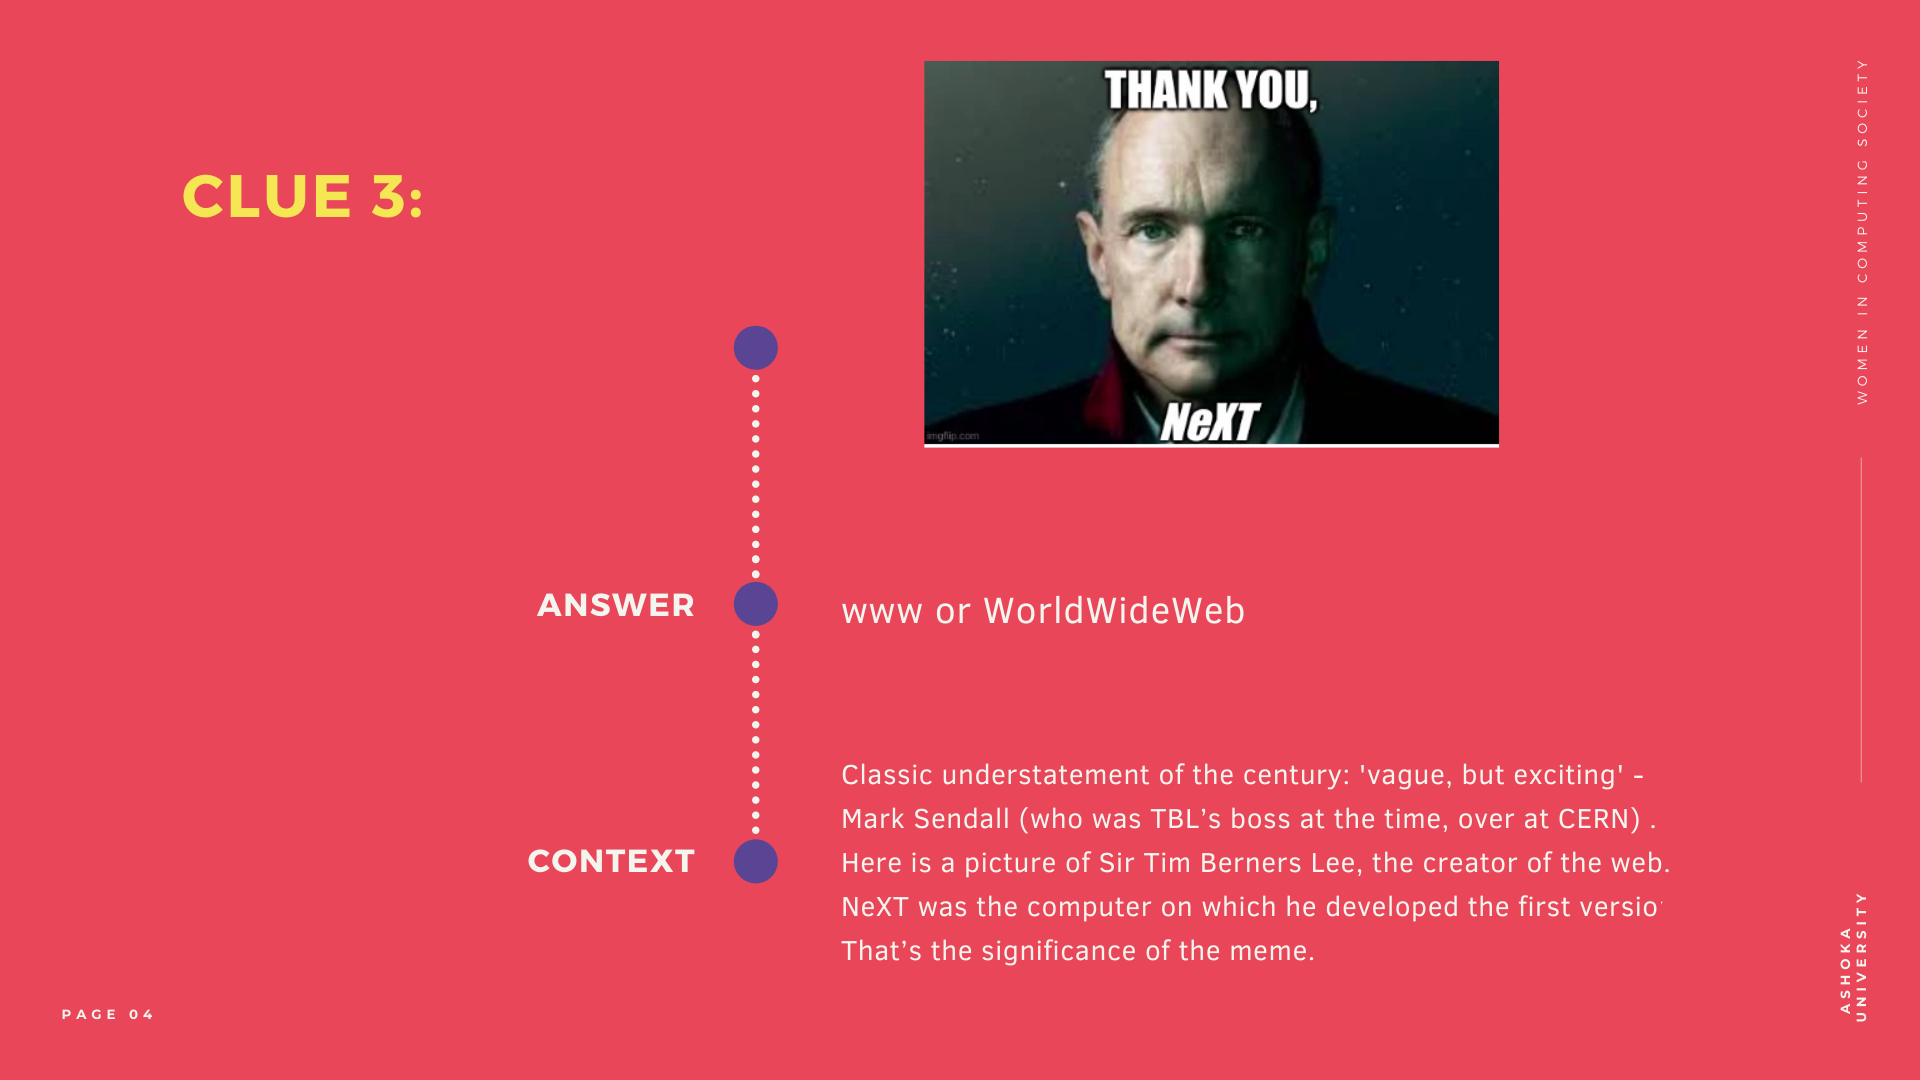 THANK YOU,
NeXT
imgflip.com
CLUE 3:
ANSWER
www or WorldWideWeb
CONTEXT
Classic understatement of the century: 'vague, but exciting' -
Mark Sendall (who was TBL’s boss at the time, over at CERN) .
Here is a picture of Sir Tim Berners Lee, the creator of the web.
NeXT was the computer on which he developed the first versio
That’s the significance of the meme.
PAGE 04
WOMEN IN COMPUTING SOCIETY
ASHOKA
UNIVERSITY